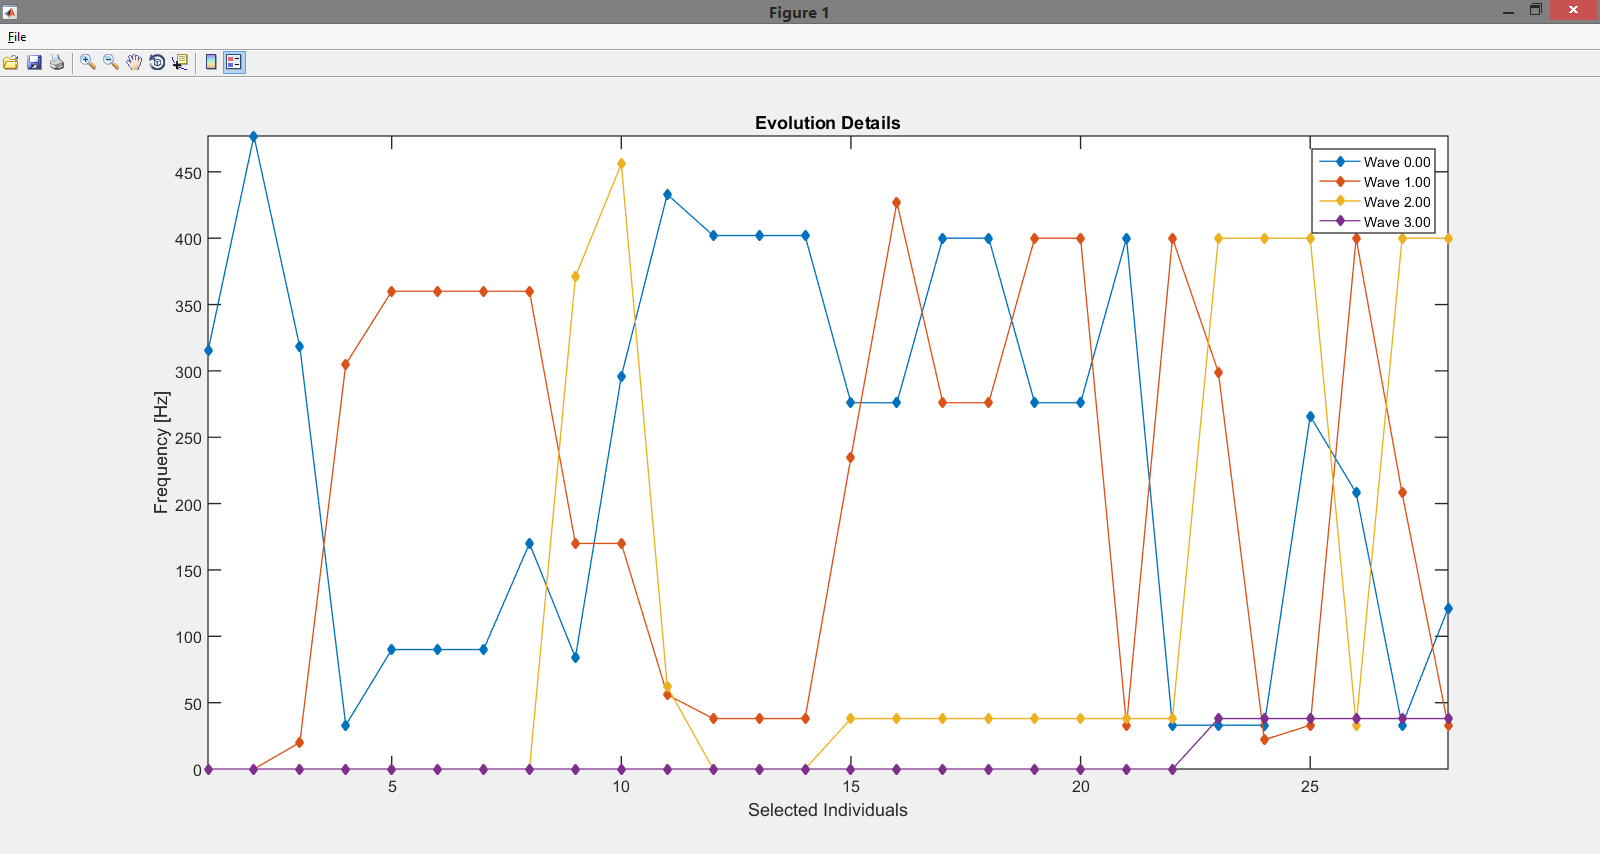 Figure 1
File
Evolution Details
Wave 0.00
Wave 1.00
Wave 2.00
Wave 3.00
450
400
350
300
250
200
150
100
50
0
Frequency [Hz]
5 10 15 20 25
Selected Individuals